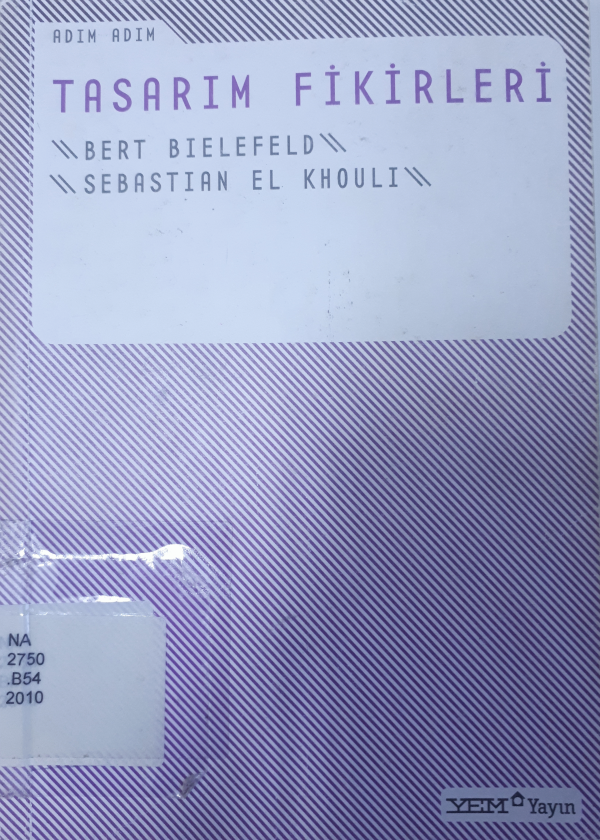 ADIM ADIM
TASARIM FİKİRLERİ
\\BERT BIELEFELD\\
\\SEBASTIAN EL KHOULI\\
NA
2750
.B54
2010
YEM Yayın